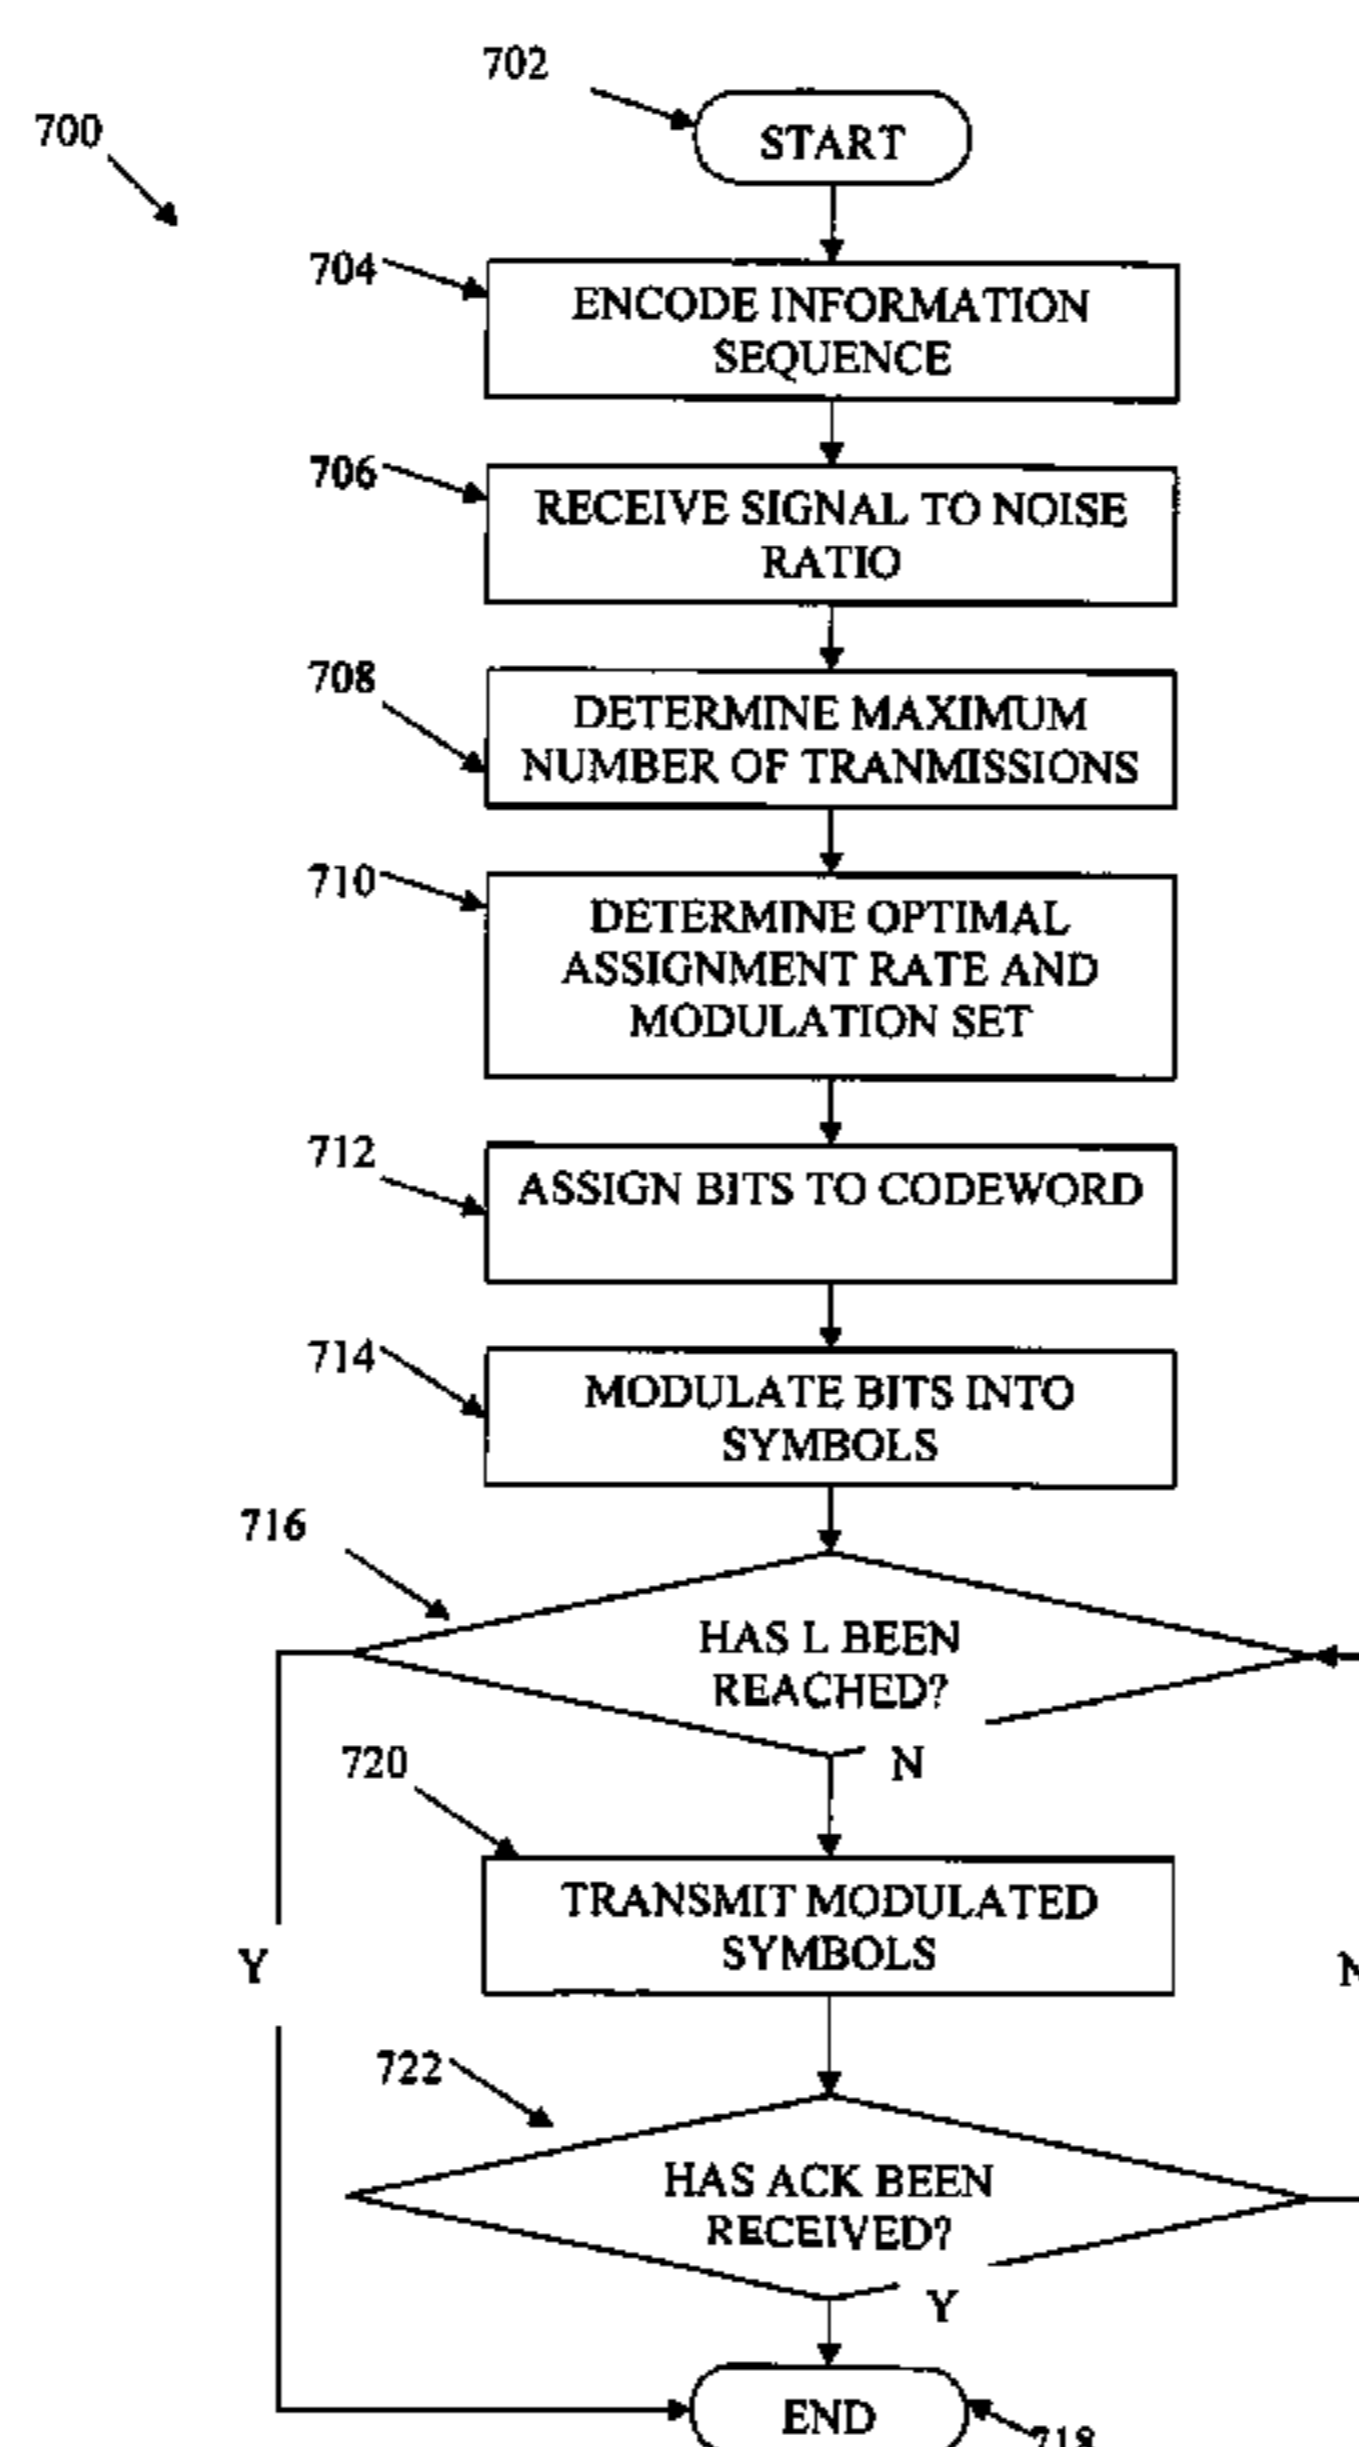 702
START
700
704
ENCODE INFORMATION
SEQUENCE
706
RECEIVE SIGNAL TO NOISE
RATIO
708
DETERMINE MAXIMUM
NUMBER OF TRANMISSIONS
710
DETERMINE OPTIMAL
ASSIGNMENT RATE AND
MODULATION SET
712
ASSIGN BITS TO CODEWORD
714
MODULATE BITS INTO
SYMBOLS
716
HAS L BEEN
REACHED?
N
720
TRANSMIT MODULATED
SYMBOLS
Y
N
722
HAS ACK BEEN
RECEIVED?
Y
END
718